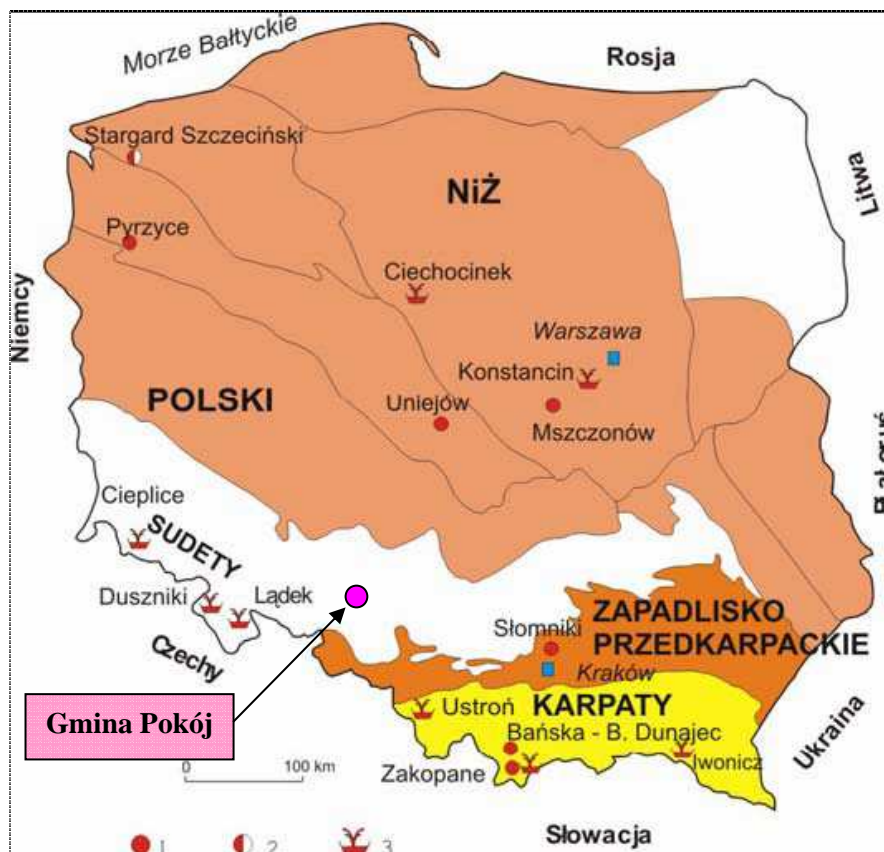 Morze Bałtyckie
Rosja
Stargard Szczeciński
NIŻ
Litwa
Pyrzyce
Ciechocinek
Niemcy
Warszawa
Konstancin
POLSKI
Uniejów
Mszczonów
Cieplice
SUDETY
Duszniki
Lądek
ZAPADLISKO
PRZEDKARPACKIE
Słomniki
Czechy
Kraków
Gmina Pokój
KARPATY
Ustroń
Bańska - B. Dunajec
Iwonicz
Ukraina
Zakopane
0 100 km
Słowacja
1 2 3